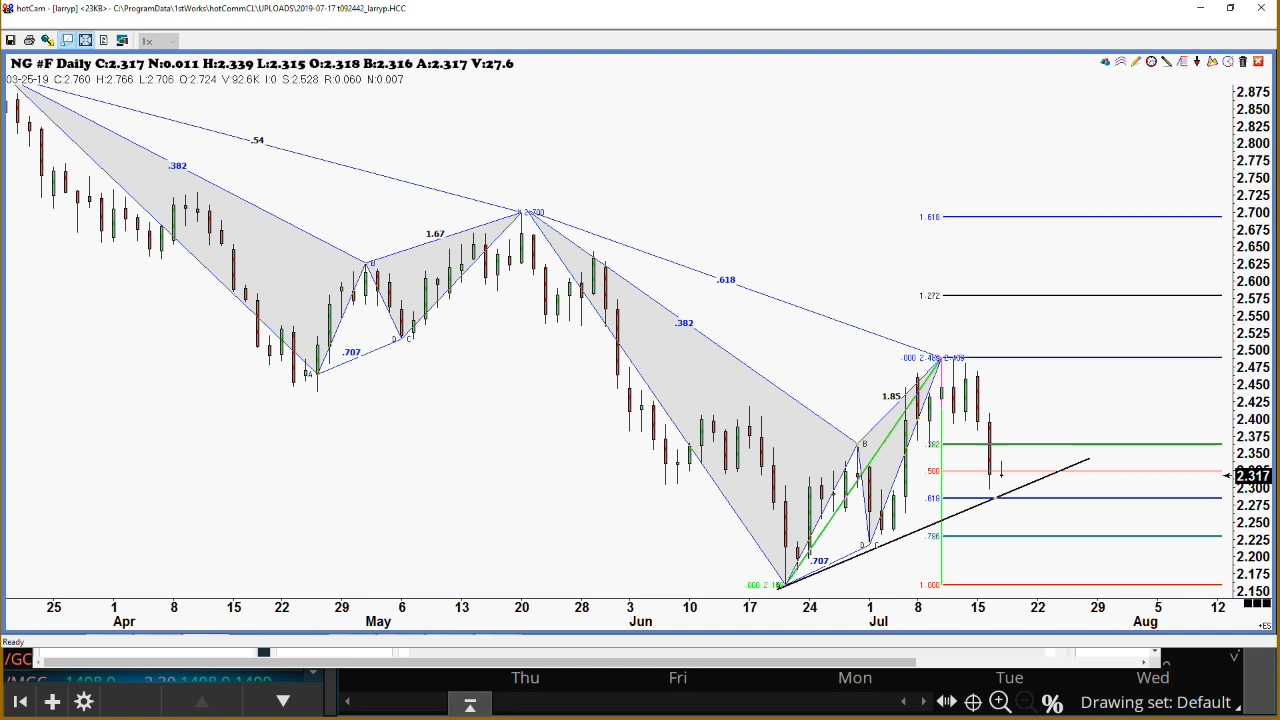 hotCam - [larryp] <23KB> - C:\ProgramData\1stWorks\hotCommCL\UPLOADS\2019-07-17 t092442_larryp.HCC
1x
NG #F Daily C:2.317 N:0.011 H:2.339 L:2.315 O:2.318 B:2.316 A:2.317 V:27.6
03-25-19 C:2.760 H:2.766 L:2.706 O:2.724 V:92.6K I:0 S:2.528 R:0.060 N:0.007
2.875
2.850
2.825
2.800
2.775
2.750
2.725
2.700
2.675
2.650
2.625
2.600
2.575
2.550
2.525
2.500
2.475
2.450
2.425
2.400
2.375
2.350
2.317
2.300
2.275
2.250
2.225
2.200
2.175
2.150
.54
.382
X 2.700
1.618
1.67
B
.618
1.272
.382
D C
.707
.000
A
1.85
B
.382
.500
.618
D
C
.786
.707
1.000
25 1 8 15 22 29 6 13 20 28 3 10 17 24 1 8 15 22 29 5 12
Apr May Jun Jul Aug
+ES
Ready
/GC
Thu Fri Mon Tue Wed
% Drawing set: Default